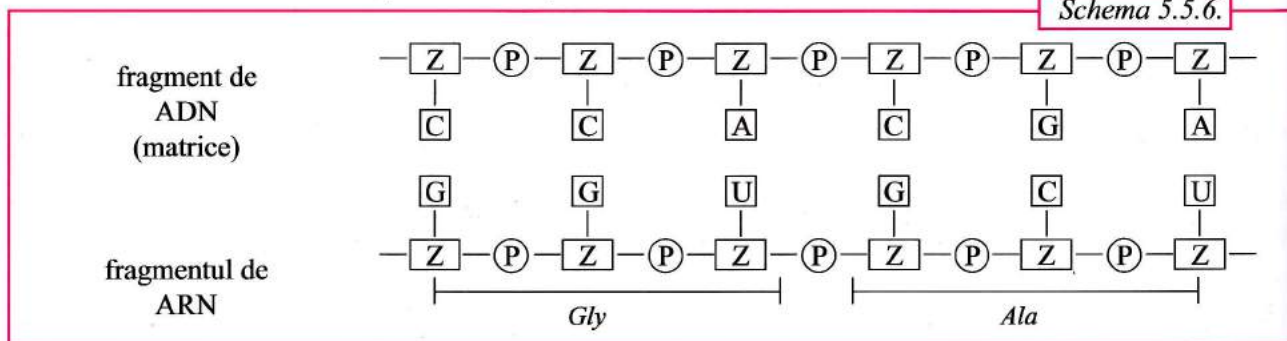 Schema 5.5.6.
fragment de
ADN
(matrice)
Z P Z P Z P Z P Z P Z
C C A C G A
G G U G C U
fragmentul de
ARN
Z P Z P Z P Z P Z P Z
Gly Ala